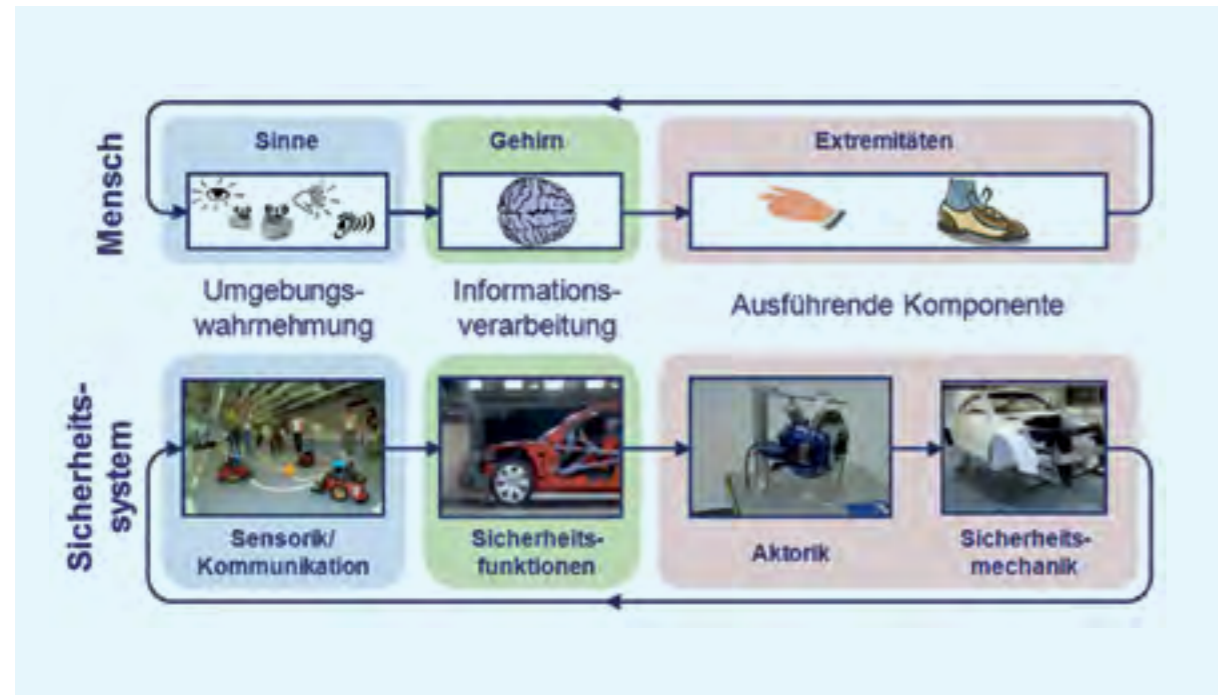 Mensch
Sinne
Gehirn
Extremitäten
Umgebungs-
wahrnehmung
Informations-
verarbeitung
Ausführende Komponente
Sicherheits-
system
Sensorik/
Kommunikation
Sicherheits-
funktionen
Aktorik
Sicherheits-
mechanik